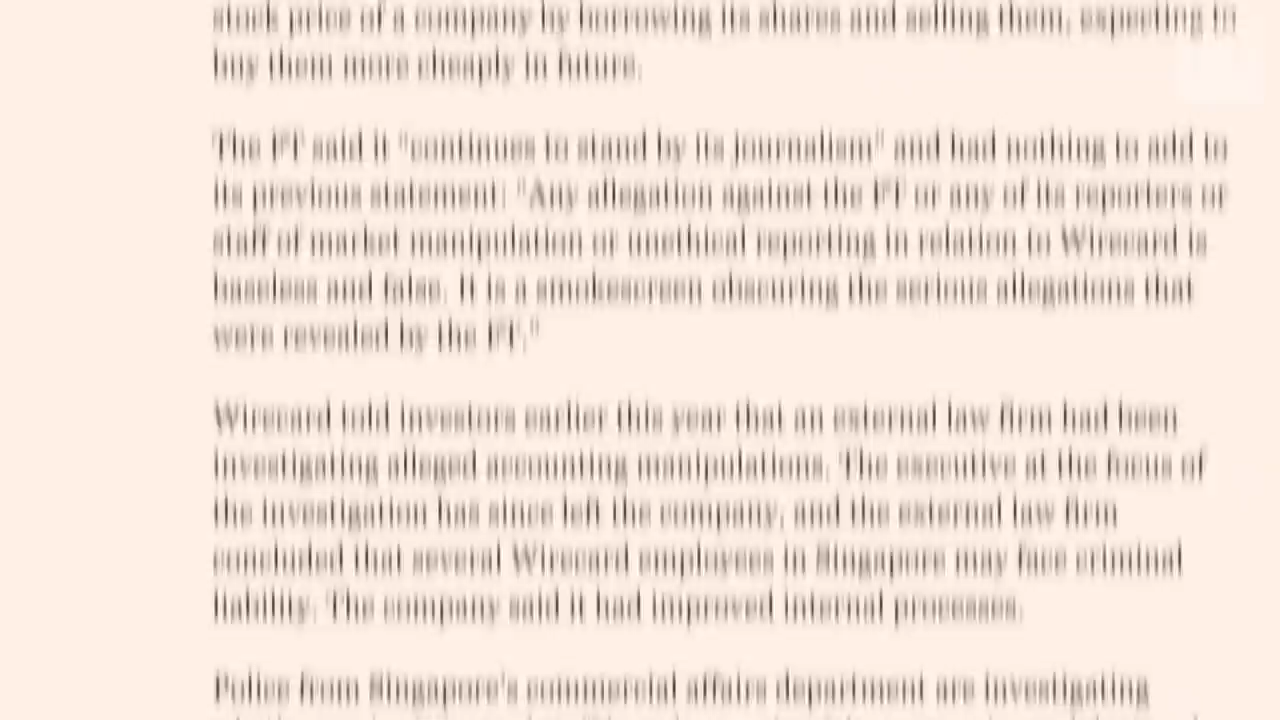 stock price of a company by borrowing its shares and selling them, expecting to
buy them more cheaply in future.
The FT said it "continues to stand by its journalism" and had nothing to add to
its previous statement: "Any allegation against the FT or any of its reporters or
staff of market manipulation or unethical reporting in relation to Wirecard is
baseless and false. It is a smokescreen obscuring the serious allegations that
were revealed by the FT."
Wirecard told investors earlier this year that an external law firm had been
investigating alleged accounting manipulations. The executive at the focus of
the investigation has since left the company, and the external law firm
concluded that several Wirecard employees in Singapore may face criminal
liability. The company said it had improved internal processes.
Police from Singapore's commercial affairs department are investigating